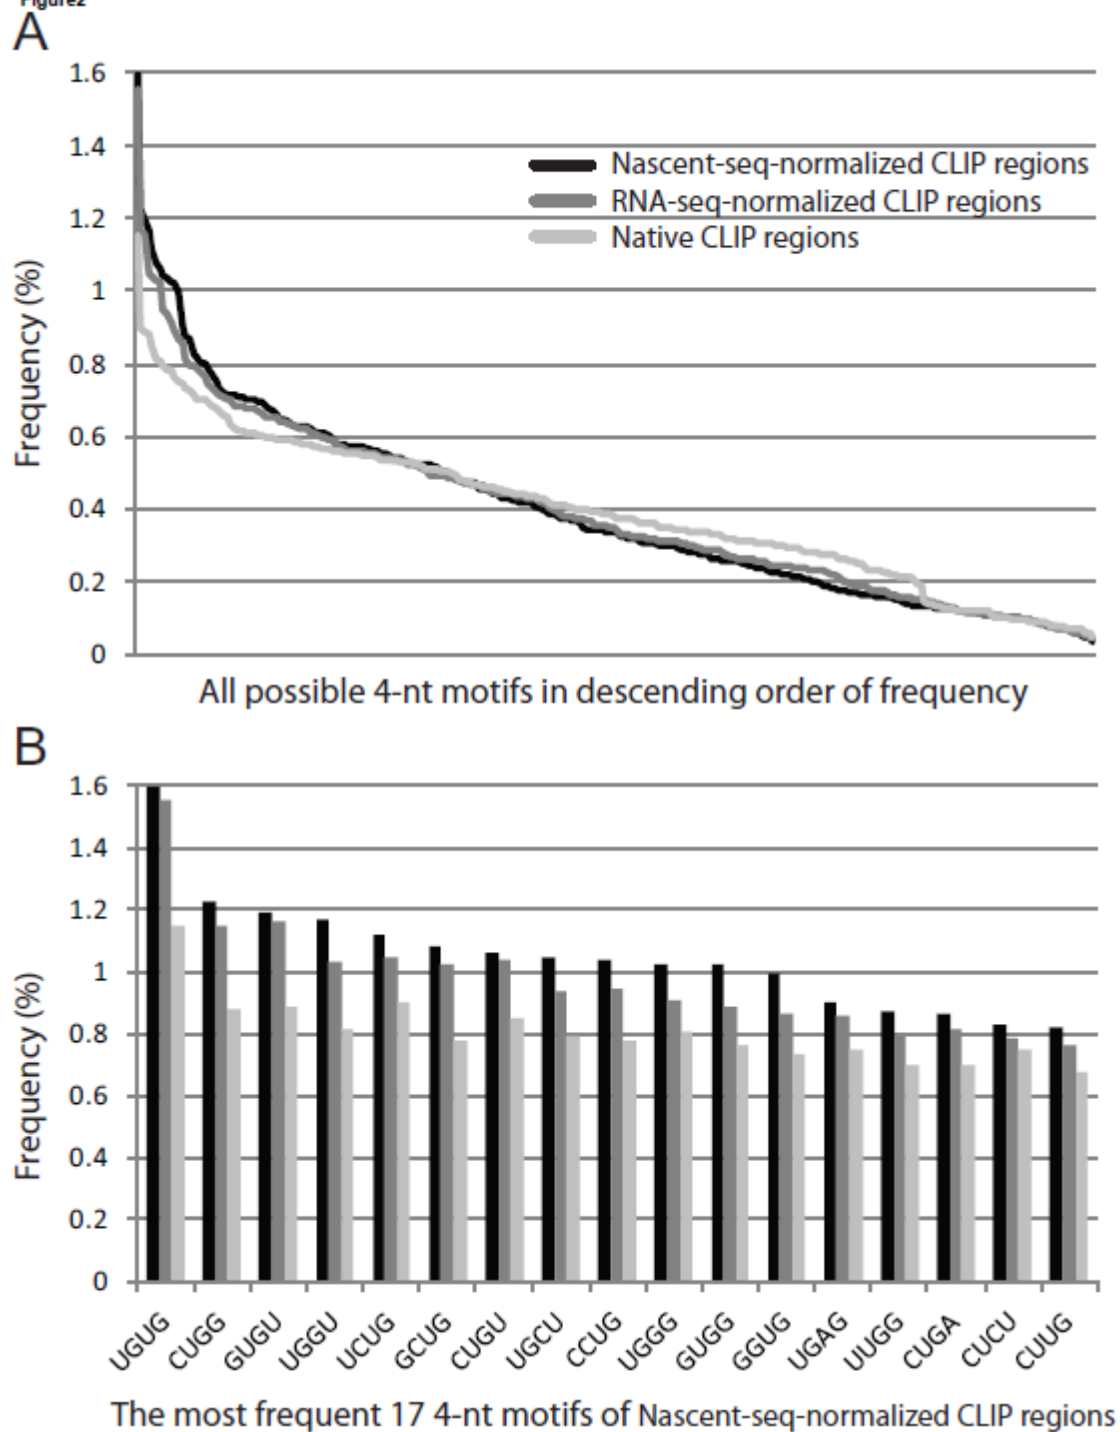 Figure2
A
1.6
1.4
Nascent-seq-normalized CLIP regions
RNA-seq-normalized CLIP regions
1.2
Native CLIP regions
1
0.8
0.6
0.4
0.2
0
Frequency (%)
All possible 4-nt motifs in descending order of frequency
B
1.6
1.4
1.2
1
0.8
0.6
0.4
0.2
0
Frequency (%)
UGUG CUGG GUGU UGGU UCUG GCUG CUGU UGCU CCUG UGGG GUGG GGUG UGAG UUGG CUGA CUCU CUUG
The most frequent 17 4-nt motifs of Nascent-seq-normalized CLIP regions